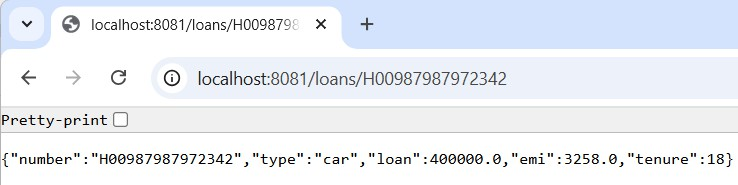 localhost:8081/loans/H0098798
localhost:8081/loans/H00987987972342
Pretty-print
{"number":"H00987987972342","type":"car","loan":400000.0,"emi":3258.0,"tenure":18}